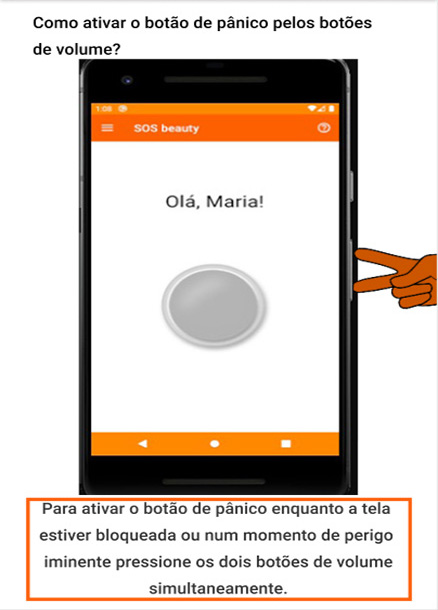 Como ativar o botão de pânico pelos botões
de volume?
1:08
SOS beauty
Olá, Maria!
Para ativar o botão de pânico enquanto a tela
estiver bloqueada ou num momento de perigo
iminente pressione os dois botões de volume
simultaneamente.